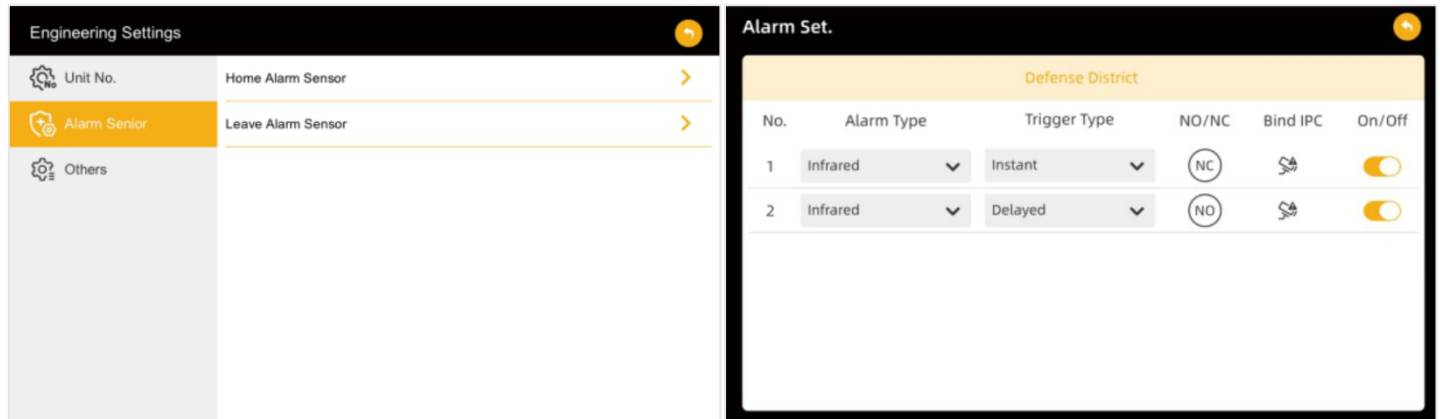 Engineering Settings
Unit No.
Alarm Senior
Others
Home Alarm Sensor
Leave Alarm Sensor
Alarm Set.
Defense District
No. Alarm Type Trigger Type NO/NC Bind IPC On/Off
1 Infrared Instant NC
2 Infrared Delayed NO